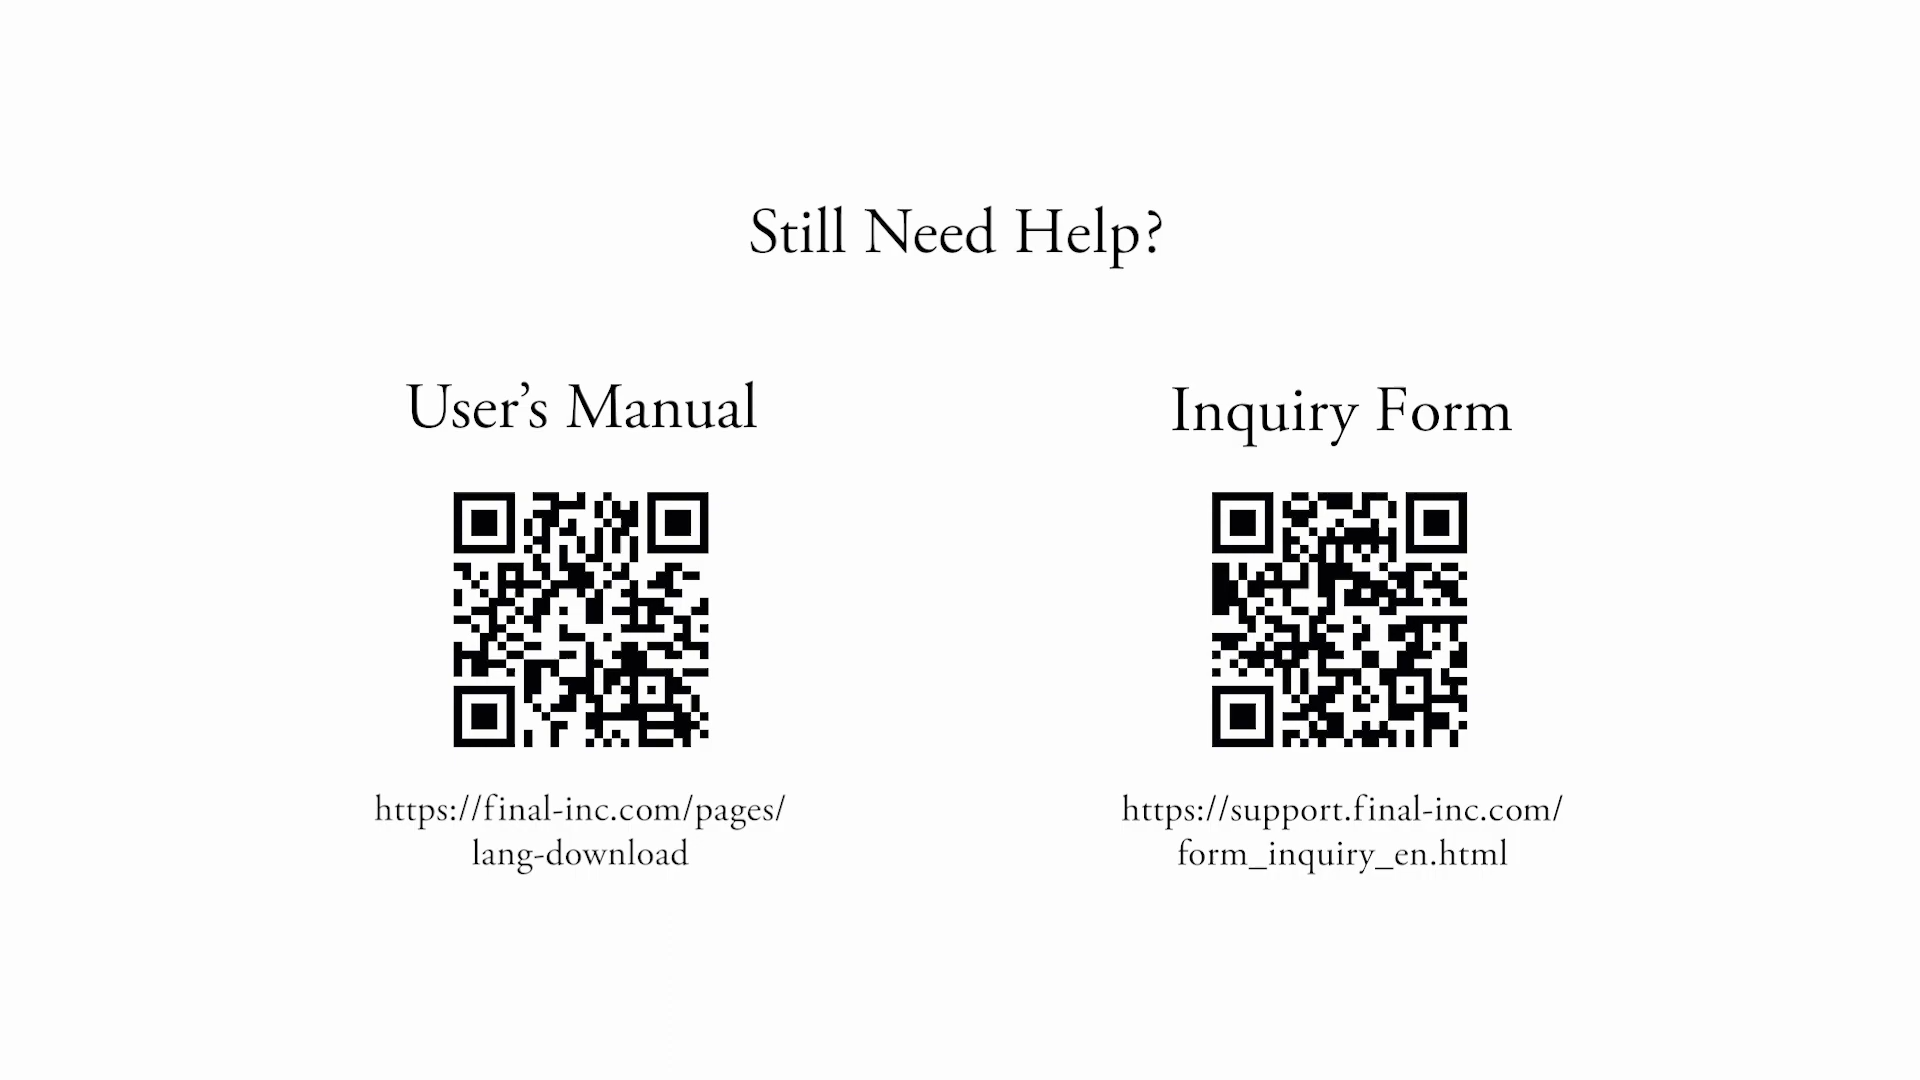 Still Need Help?
User’s Manual
Inquiry Form
https://final-inc.com/pages/
lang-download
https://support.final-inc.com/
form_inquiry_en.html